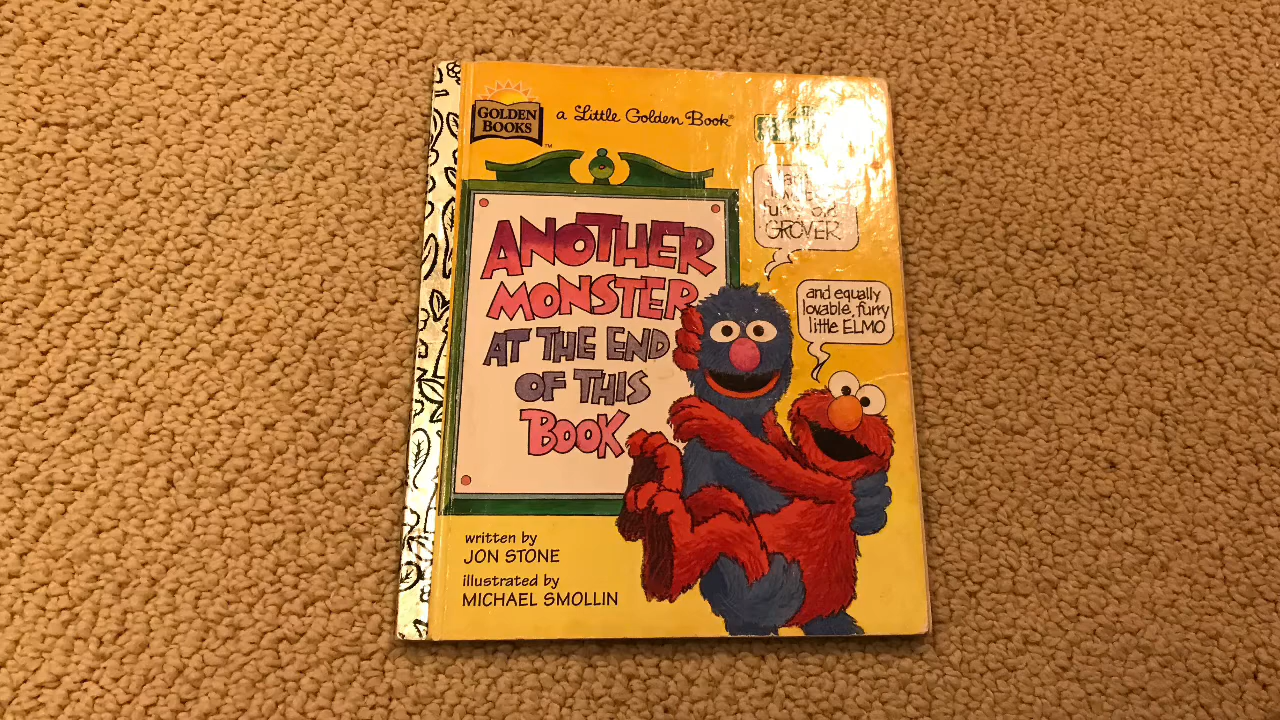 GOLDEN
BOOKS
™
a Little Golden Book®
ANOTHER
MONSTER
AT THE END
OF THIS
BOOK
GROVER
and equally
lovable, furry
little ELMO
written by
JON STONE
illustrated by
MICHAEL SMOLLIN